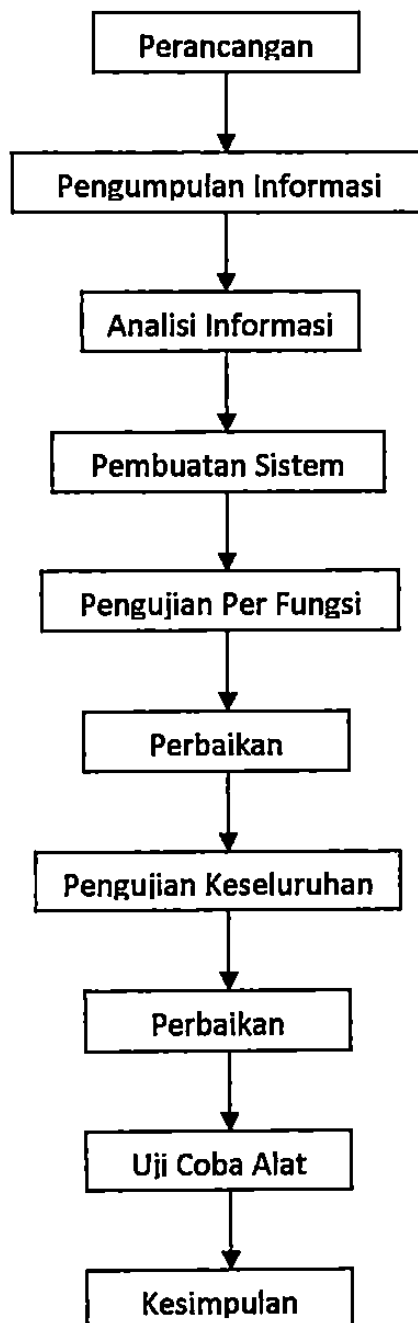 Perancangan
Pengumpulan Informasi
Analisi Informasi
Pembuatan Sistem
Pengujian Per Fungsi
Perbaikan
Pengujian Keseluruhan
Perbaikan
Uji Coba Alat
Kesimpulan